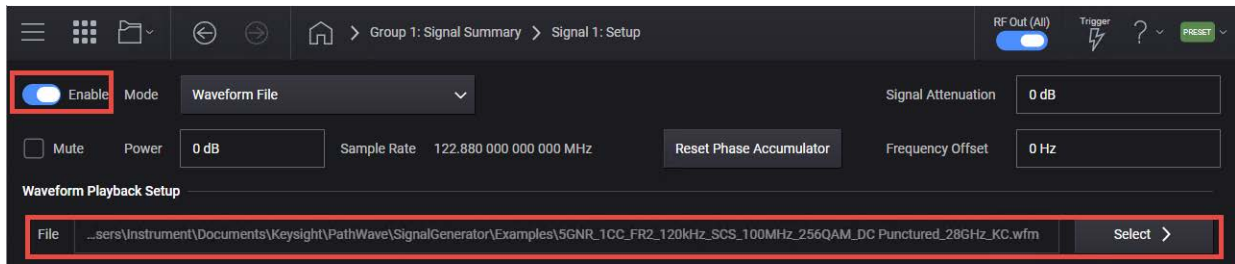 RF Out (All) Trigger
> Group 1: Signal Summary > Signal 1: Setup ? PRESET
Enable Mode Waveform File Signal Attenuation 0 dB
Mute Power 0 dB Sample Rate 122.880 000 000 000 MHz Reset Phase Accumulator Frequency Offset 0 Hz
Waveform Playback Setup
File ...sers\Instrument\Documents\Keysight\PathWave\SignalGenerator\Examples\5GNR_1CC_FR2_120kHz_SCS_100MHz_256QAM_DC Punctured_28GHz_KC.wfm Select >